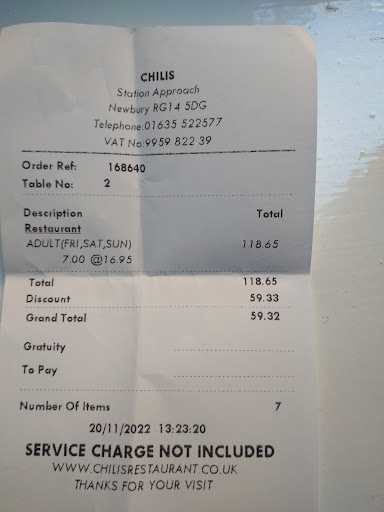 CHILIS
Station Approach
Newbury RG14 5DG
Telephone:01635 522577
VAT No:9959 822 39
Order Ref: 168640
Table No: 2
Description Total
Restaurant
ADULT(FRI,SAT,SUN) 118.65
7.00 @16.95
Total 118.65
Discount 59.33
Grand Total 59.32
Gratuity
To Pay
Number Of Items 7
20/11/2022 13:23:20
SERVICE CHARGE NOT INCLUDED
WWW.CHILISRESTAURANT.CO.UK
THANKS FOR YOUR VISIT